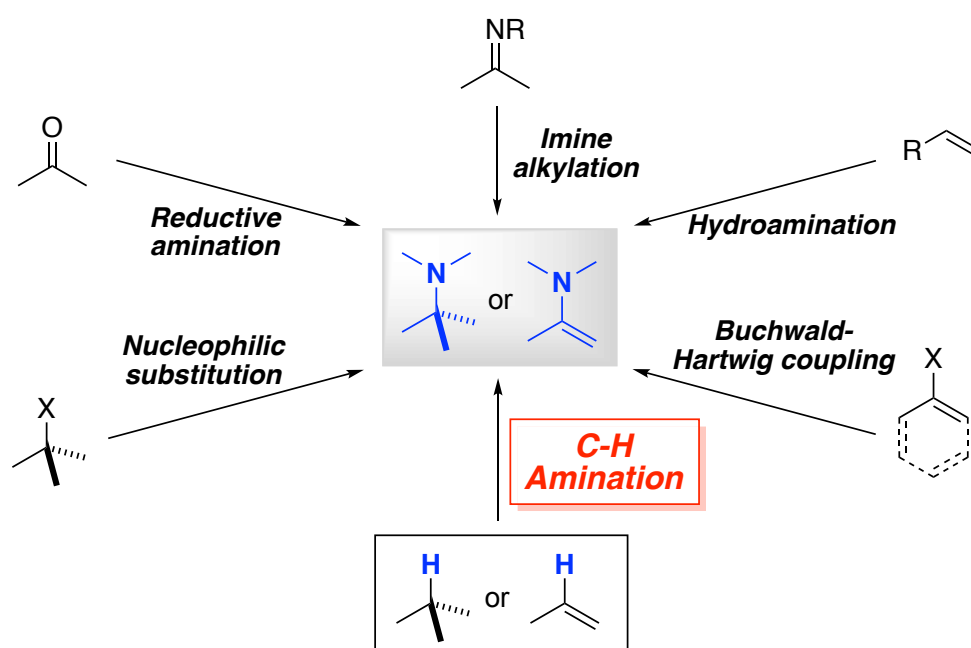 NR
O
Imine
alkylation
R
Reductive
amination
Hydroamination
N
or
N
Nucleophilic
substitution
Buchwald-
Hartwig coupling
X
X
C-H
Amination
H
or
H